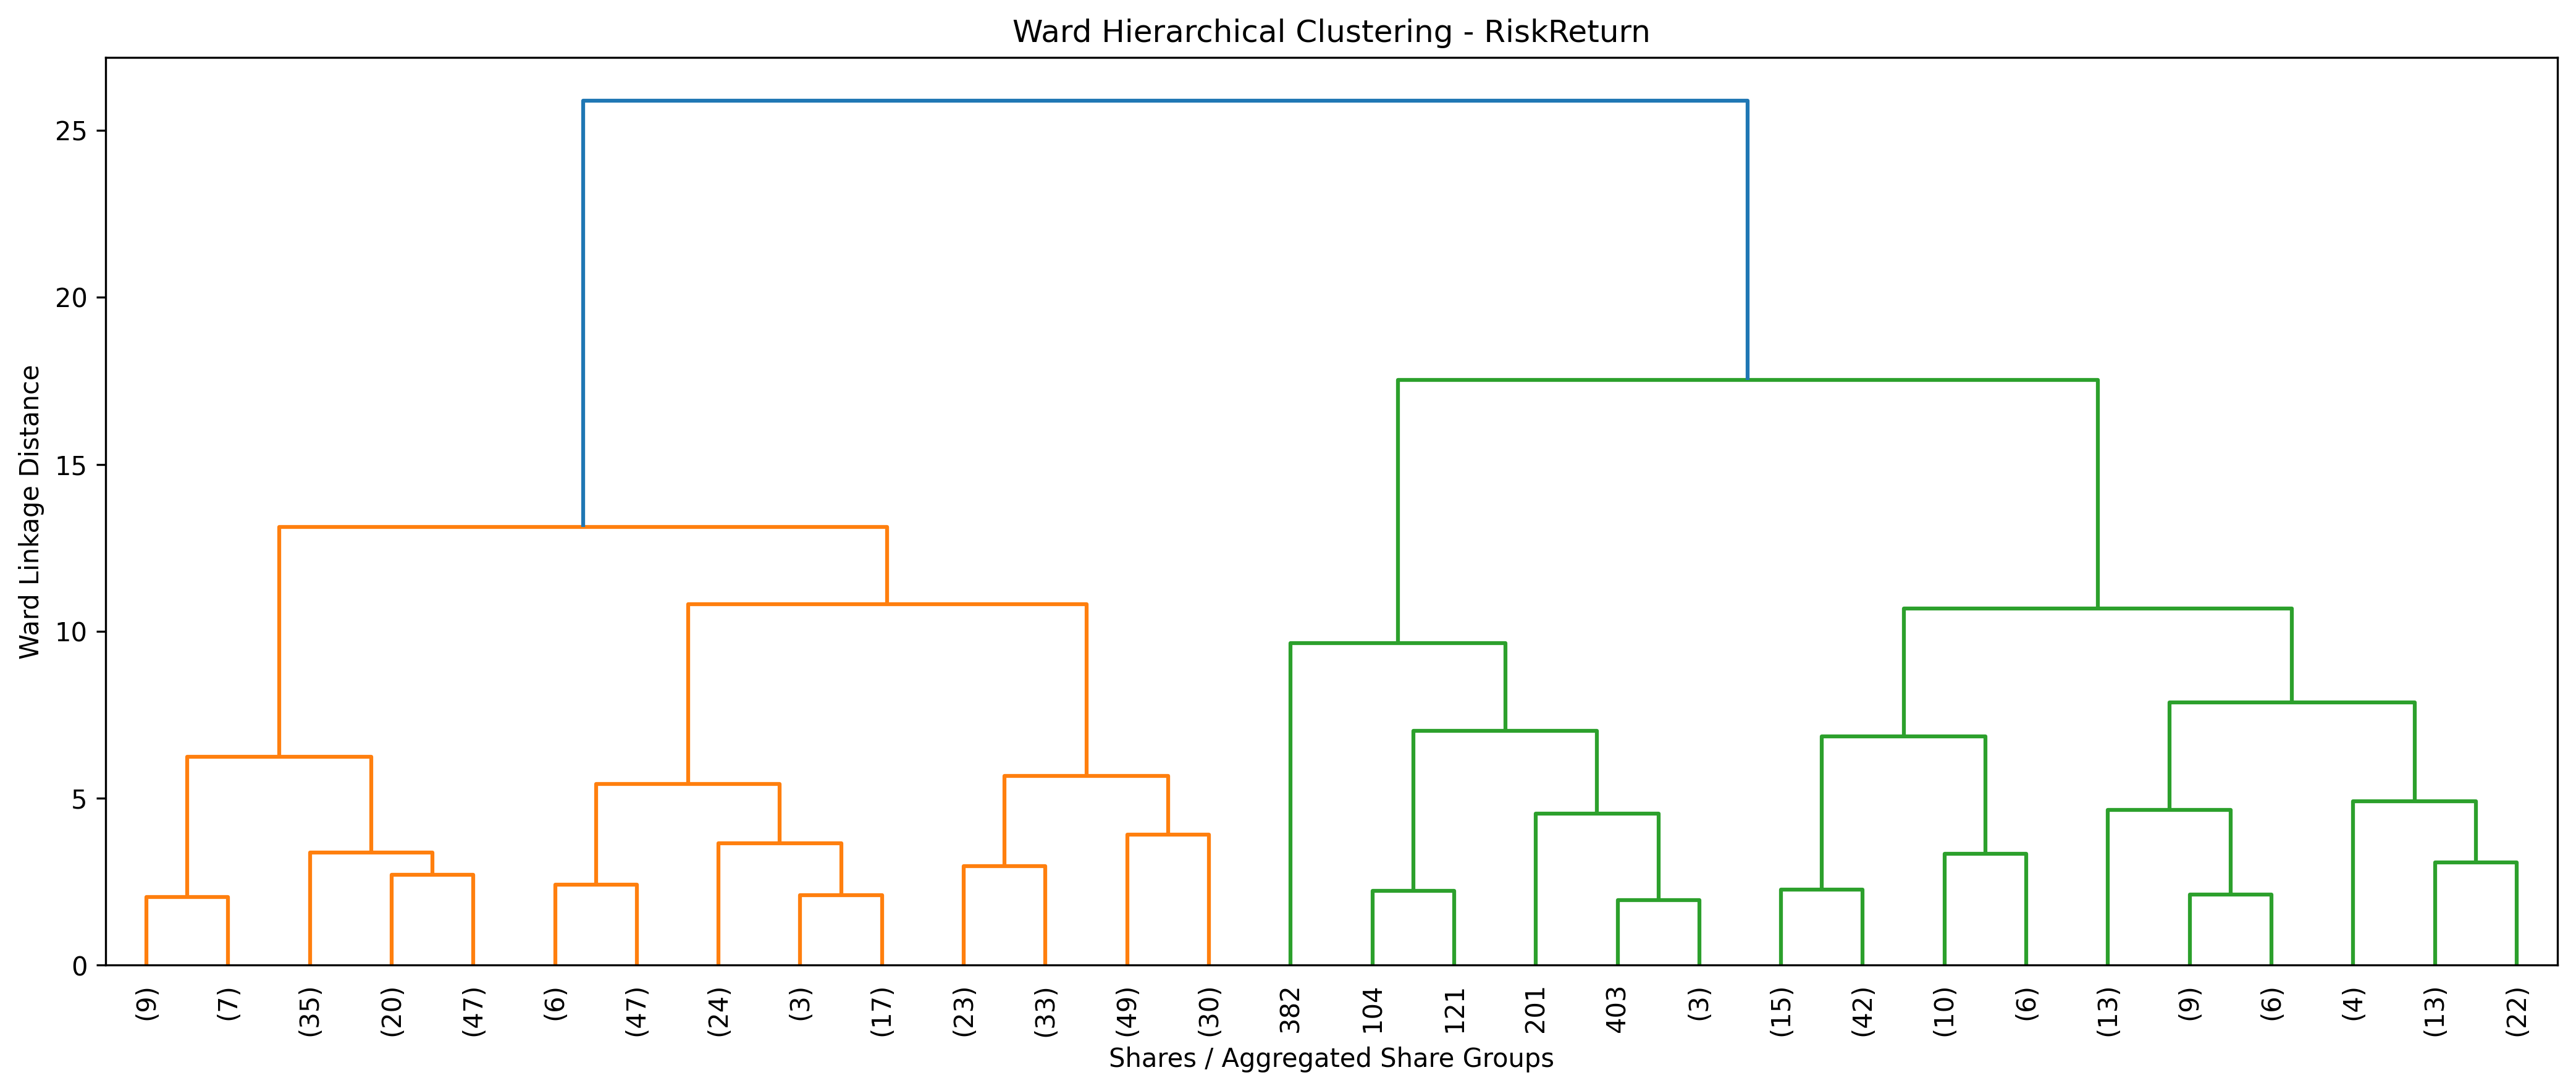 Ward Hierarchical Clustering - RiskReturn
Ward Linkage Distance
25
20
15
10
5
0
(9) (7) (35) (20) (47) (6) (47) (24) (3) (17) (23) (33) (49) (30) 382 104 121 201 403 (3) (15) (42) (10) (6) (13) (9) (6) (4) (13) (22)
Shares / Aggregated Share Groups